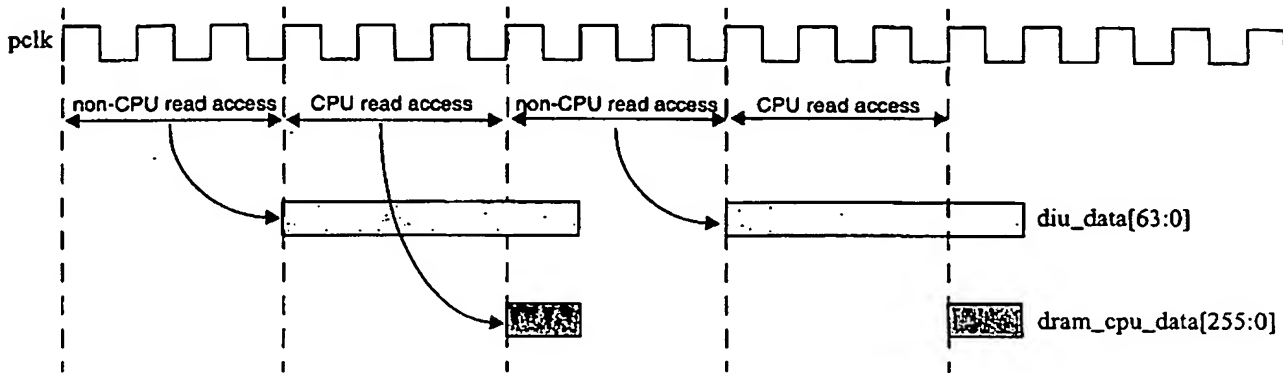 pclk
non-CPU read access CPU read access non-CPU read access CPU read access
diu_data[63:0]
dram_cpu_data[255:0]